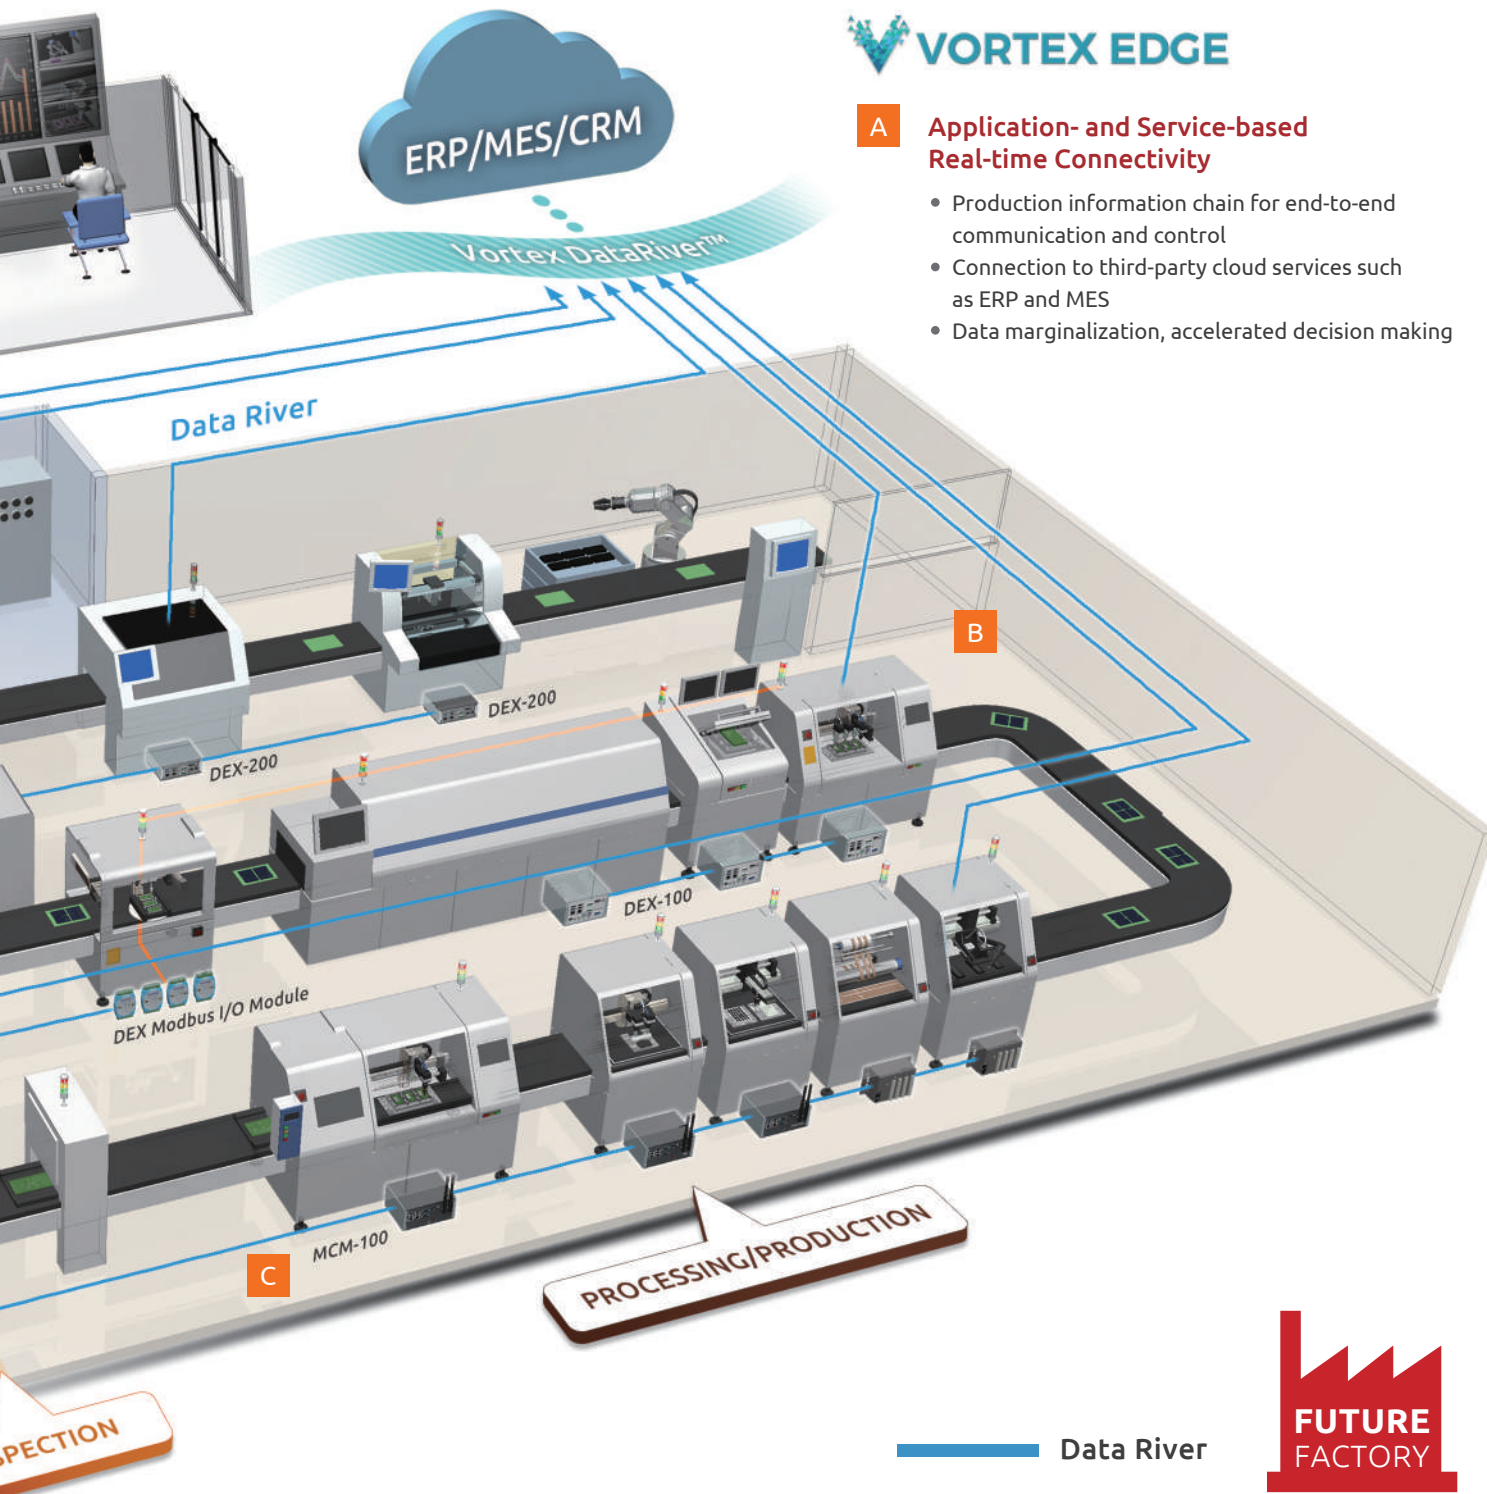 VORTEX EDGE
ERP/MES/CRM
A
Application- and Service-based
Real-time Connectivity
• Production information chain for end-to-end
communication and control
• Connection to third-party cloud services such
as ERP and MES
• Data marginalization, accelerated decision making
Vortex DataRiver™
Data River
B
DEX-200
DEX-200
DEX-100
DEX Modbus I/O Module
MCM-100
C
PROCESSING/PRODUCTION
SPECTION
Data River
FUTURE
FACTORY